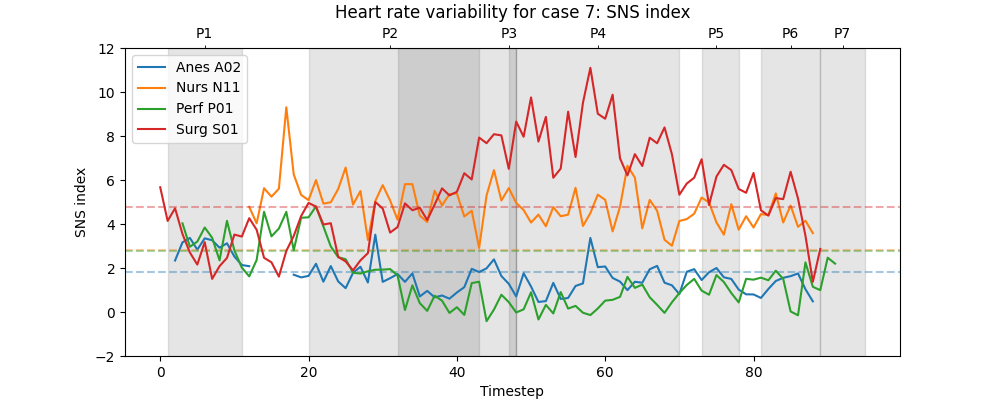 Heart rate variability for case 7: SNS index
P1 P2 P3 P4 P5 P6 P7
Anes A02
Nurs N11
Perf P01
Surg S01
SNS index
12
10
8
6
4
2
0
−2
0 20 40 60 80
Timestep